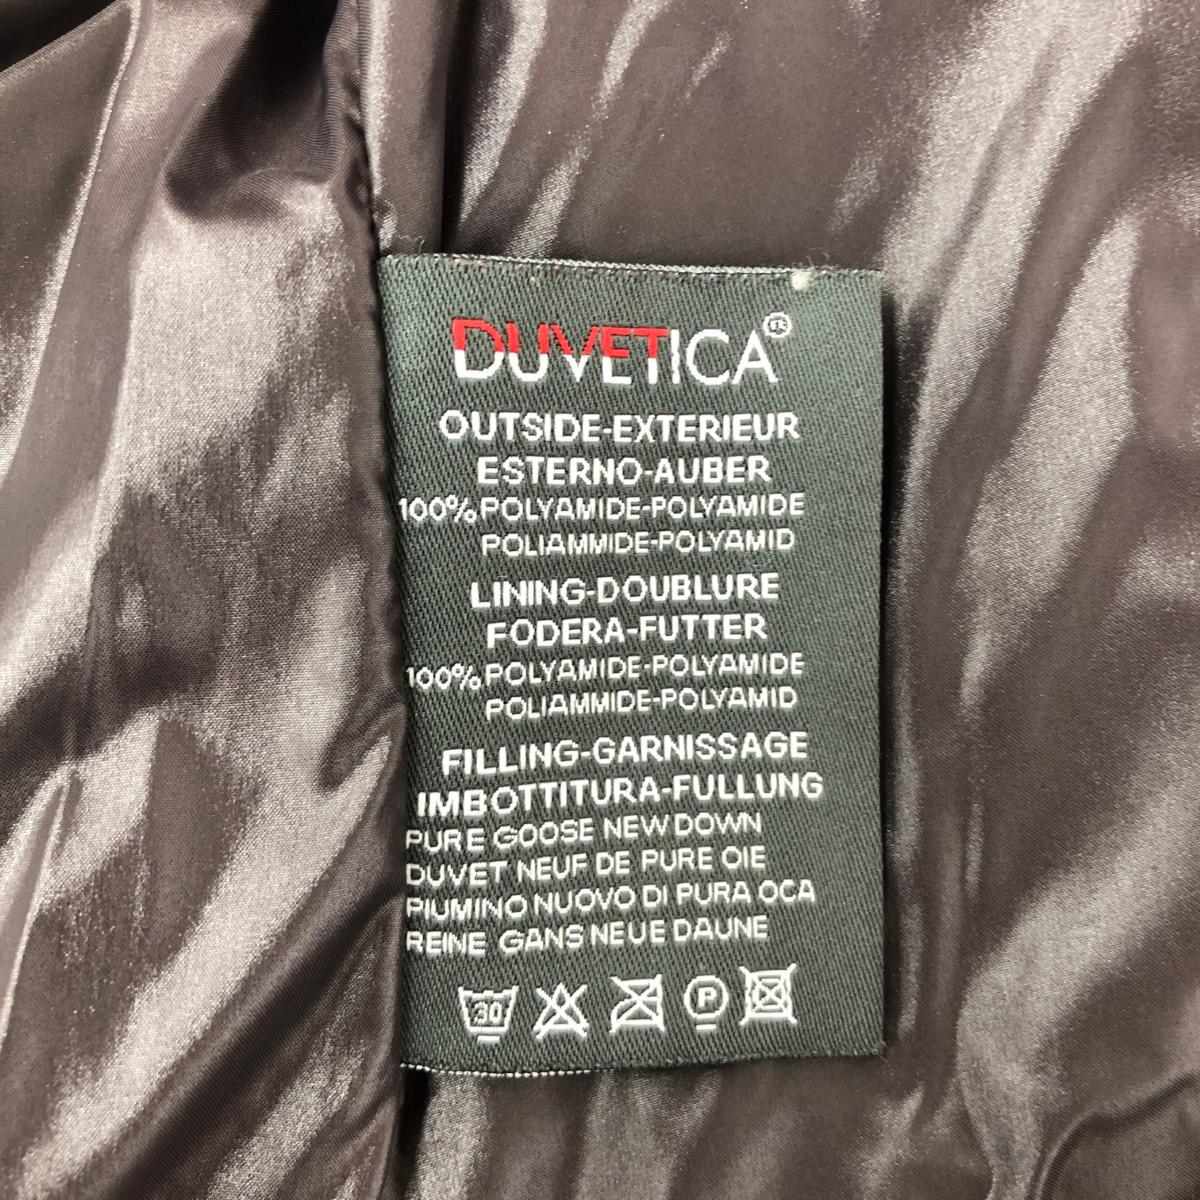 DUVETICA®
OUTSIDE-EXTERIEUR
ESTERNO-AUBER
100% POLYAMIDE-POLYAMIDE
POLIAMMIDE-POLYAMID
LINING-DOUBLURE
FODERA-FUTTER
100% POLYAMIDE-POLYAMIDE
POLIAMMIDE-POLYAMID
FILLING-GARNISSAGE
IMBOTTITURA-FULLUNG
PURE GOOSE NEW DOWN
DUVET NEUF DE PURE OIE
PIUMINO NUOVO DI PURA OCA
REINE GANS NEUE DAUNE
30 P